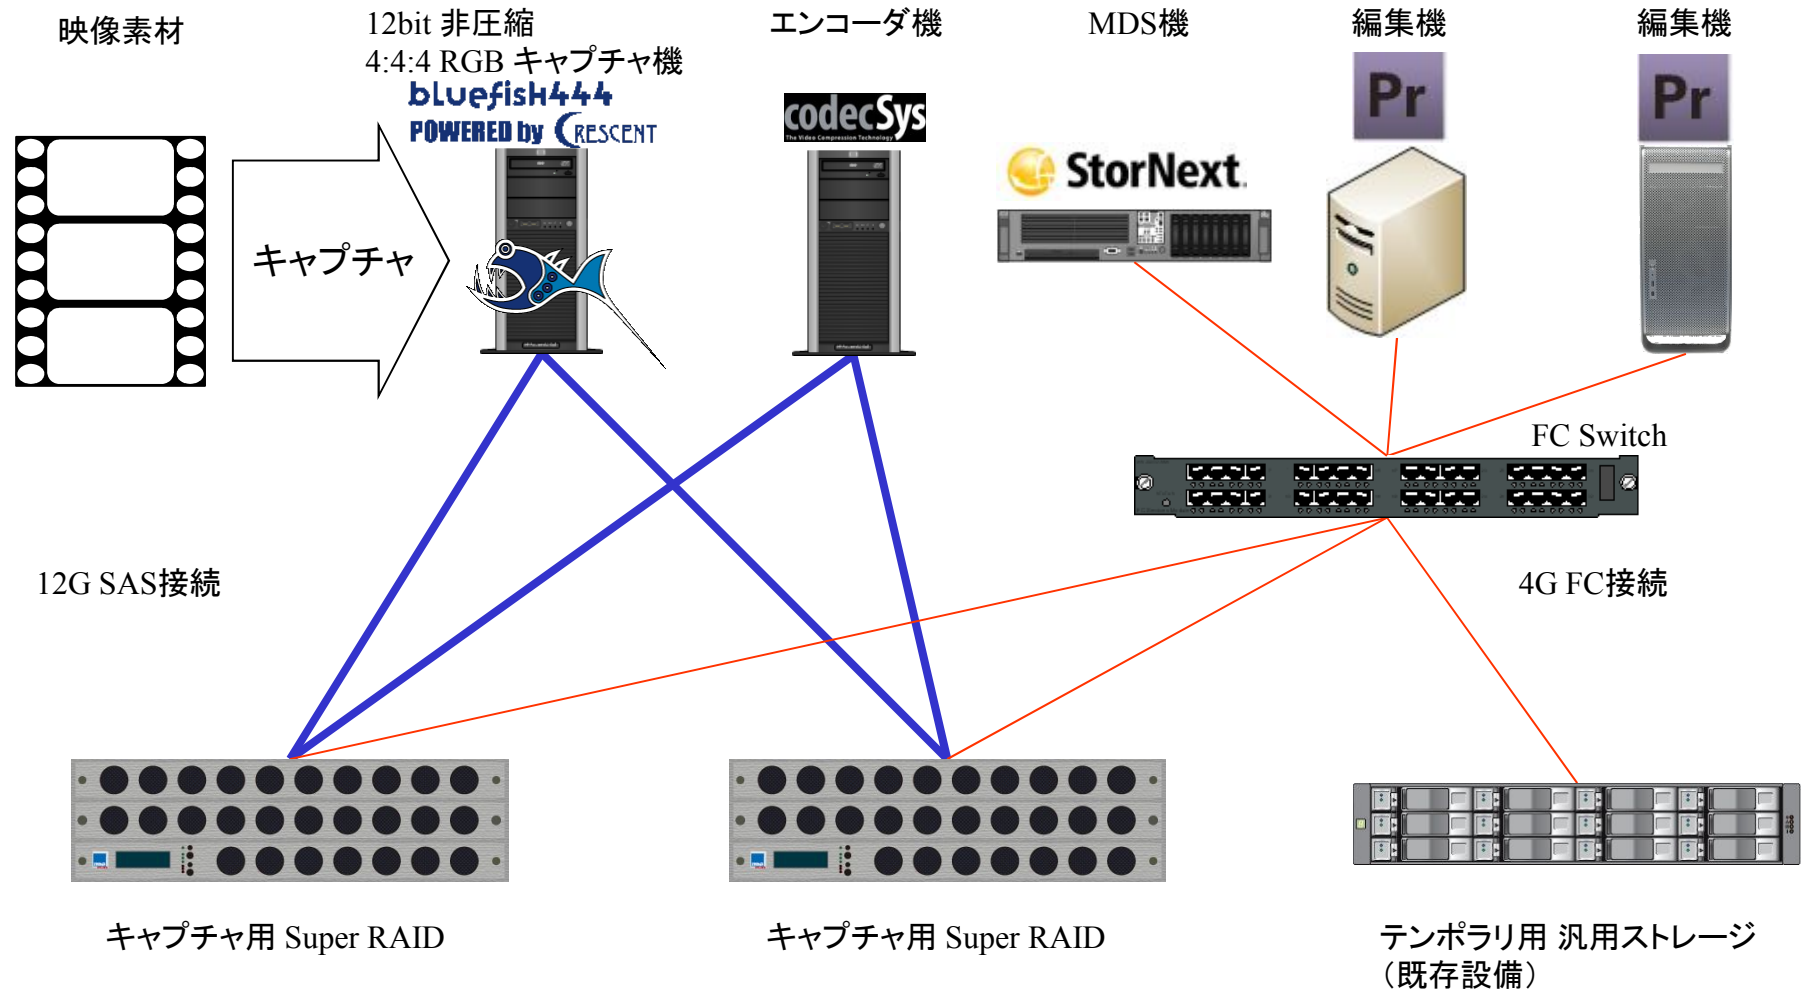 映像素材
12bit 非圧縮
4:4:4 RGB キャプチャ機
bluefish444
POWERED by CRESCENT
エンコーダ機
codecSys
The Video Compression Technology
MDS機
StorNext
編集機
Pr
編集機
Pr
キャプチャ
FC Switch
12G SAS接続
4G FC接続
キャプチャ用 Super RAID
キャプチャ用 Super RAID
テンポラリ用 汎用ストレージ
（既存設備）